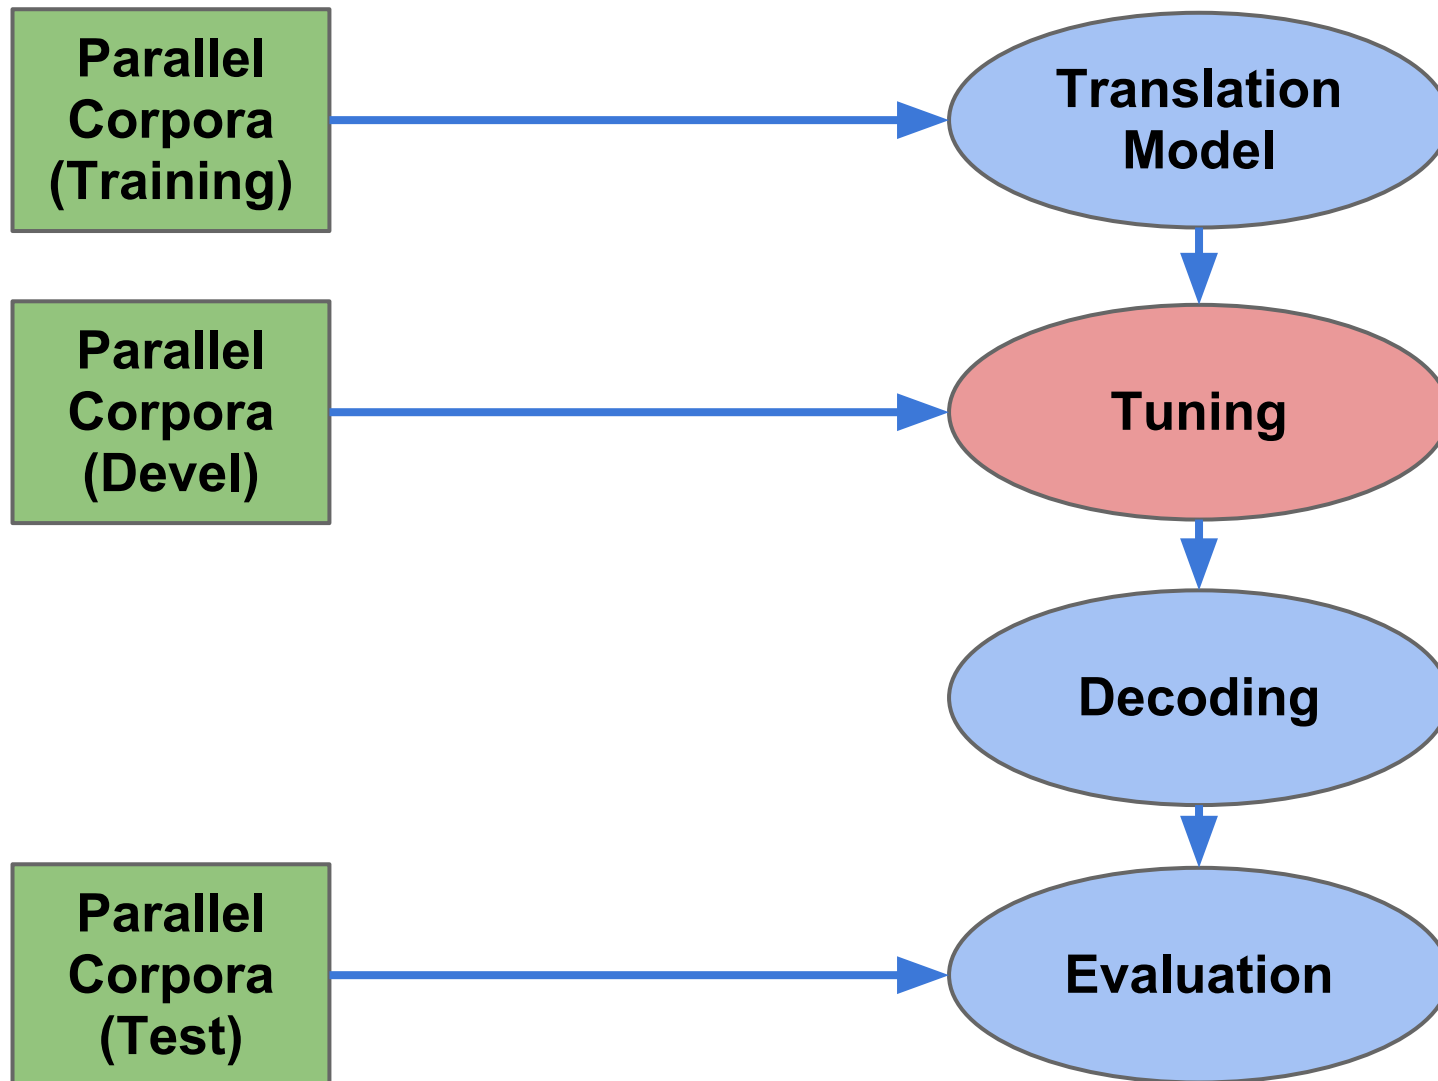 Parallel
Corpora
(Training)
Translation
Model
Parallel
Corpora
(Devel)
Tuning
Decoding
Parallel
Corpora
(Test)
Evaluation